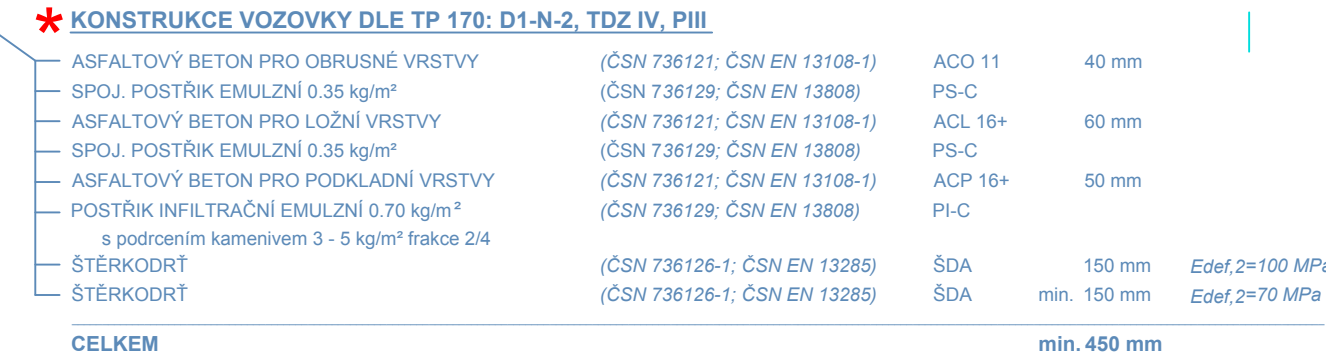 * KONSTRUKCE VOZOVKY DLE TP 170: D1-N-2, TDZ IV, PIII
ASFALTOVÝ BETON PRO OBRUSNÉ VRSTVY (ČSN 736121; ČSN EN 13108-1) ACO 11 40 mm
SPOJ. POSTŘIK EMULZNÍ 0.35 kg/m² (ČSN 736129; ČSN EN 13808) PS-C
ASFALTOVÝ BETON PRO LOŽNÍ VRSTVY (ČSN 736121; ČSN EN 13108-1) ACL 16+ 60 mm
SPOJ. POSTŘIK EMULZNÍ 0.35 kg/m² (ČSN 736129; ČSN EN 13808) PS-C
ASFALTOVÝ BETON PRO PODKLADNÍ VRSTVY (ČSN 736121; ČSN EN 13108-1) ACP 16+ 50 mm
POSTŘIK INFILTRAČNÍ EMULZNÍ 0.70 kg/m² (ČSN 736129; ČSN EN 13808) PI-C
s podrcením kamenivem 3 - 5 kg/m² frakce 2/4
ŠTĚRKODRŤ (ČSN 736126-1; ČSN EN 13285) ŠDA 150 mm Edef,2=100 MPa
ŠTĚRKODRŤ (ČSN 736126-1; ČSN EN 13285) ŠDA min. 150 mm Edef,2=70 MPa
CELKEM min. 450 mm